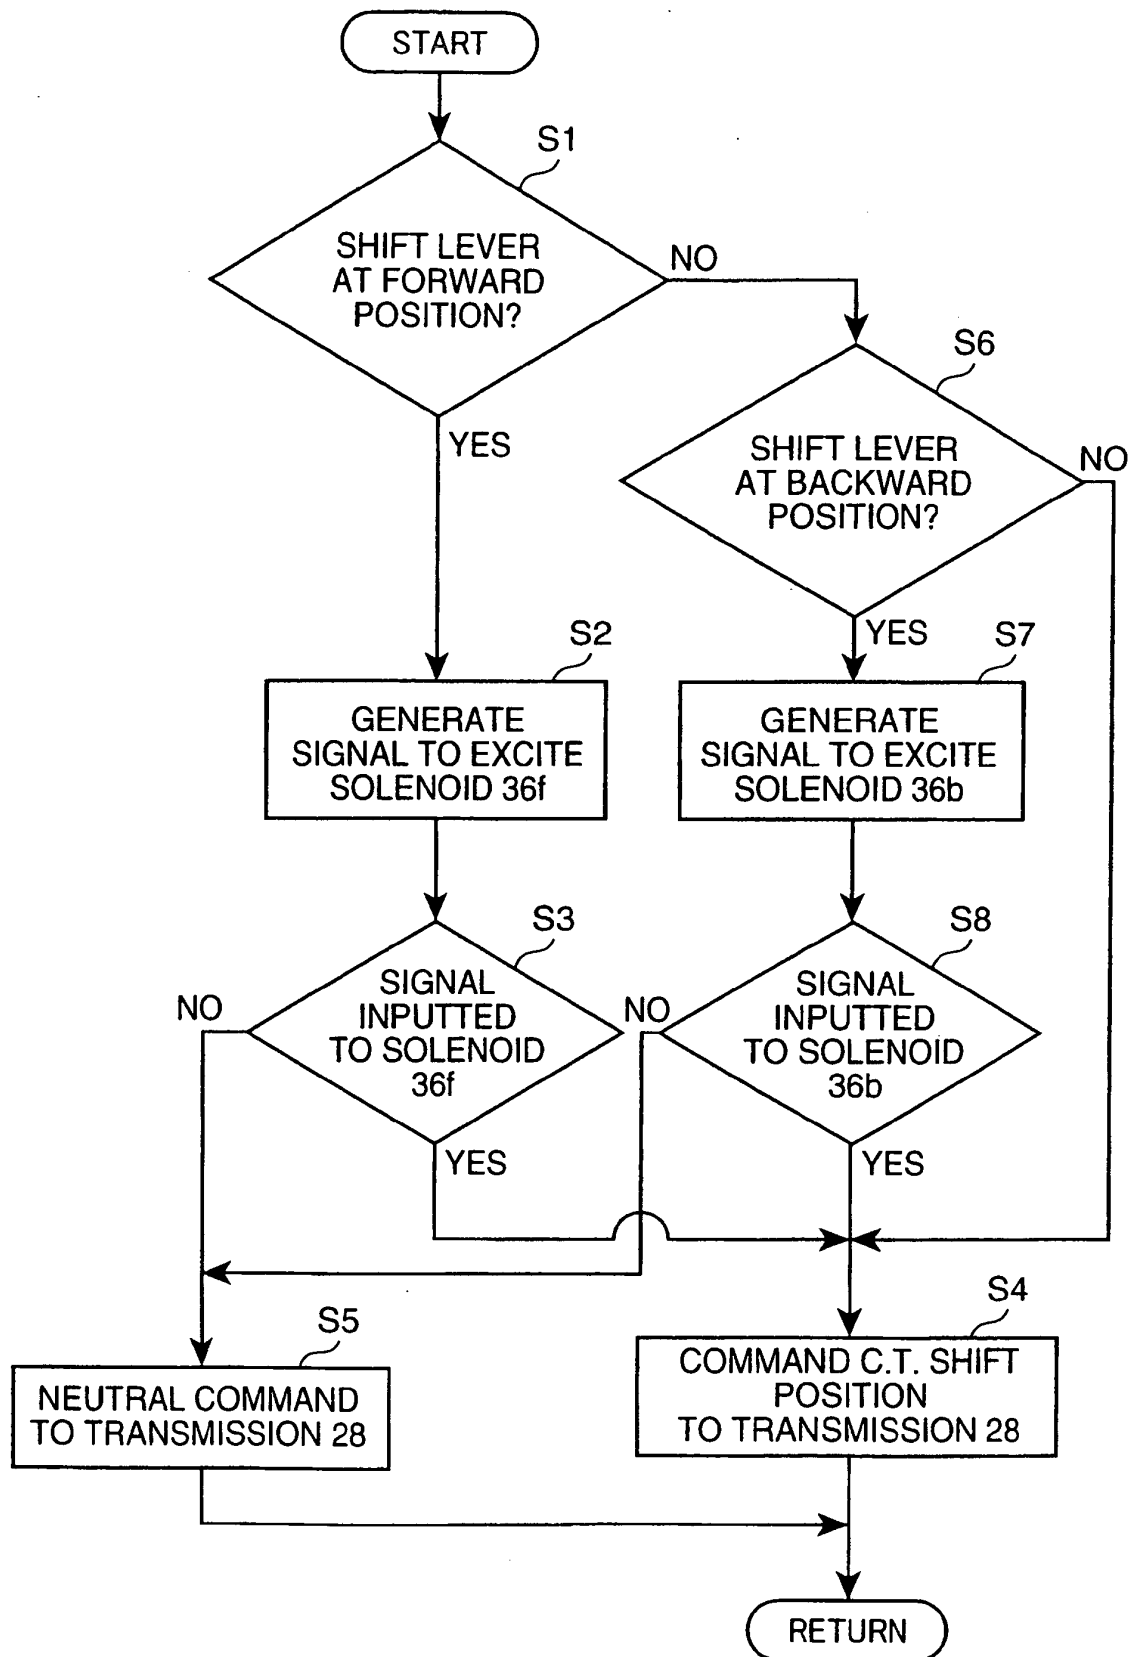 START
S1
SHIFT LEVER
AT FORWARD
POSITION?
NO
YES
S6
SHIFT LEVER
AT BACKWARD
POSITION?
NO
YES
S2
GENERATE
SIGNAL TO EXCITE
SOLENOID 36f
S7
GENERATE
SIGNAL TO EXCITE
SOLENOID 36b
S3
SIGNAL
INPUTTED
TO SOLENOID
36f
NO
YES
S8
SIGNAL
INPUTTED
TO SOLENOID
36b
NO
YES
S5
NEUTRAL COMMAND
TO TRANSMISSION 28
S4
COMMAND C.T. SHIFT
POSITION
TO TRANSMISSION 28
RETURN